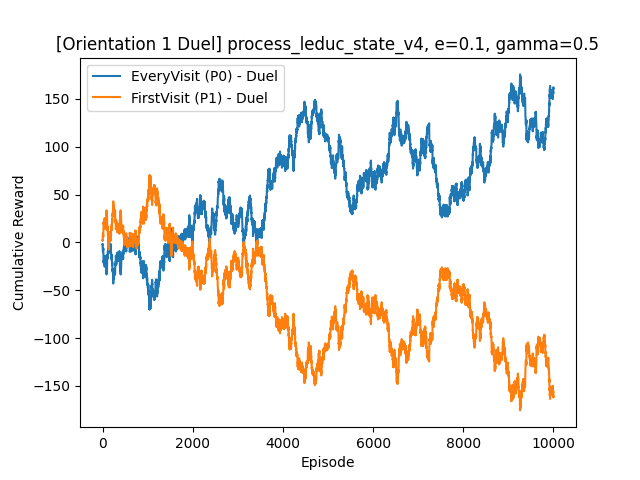 [Orientation 1 Duel] process_leduc_state_v4, e=0.1, gamma=0.5
EveryVisit (P0) - Duel
FirstVisit (P1) - Duel
150
100
50
0
−50
−100
−150
Cumulative Reward
0 2000 4000 6000 8000 10000
Episode